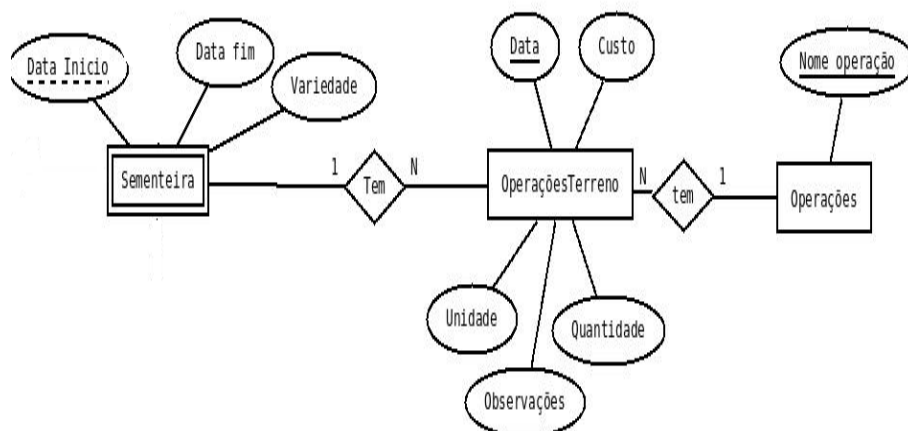 Data Inicio
Data fim
Variedade
Data
Custo
Nome operação
Sementeira
1
Tem
N
OperaçõesTerreno
N
tem
1
Operações
Unidade
Quantidade
Observações